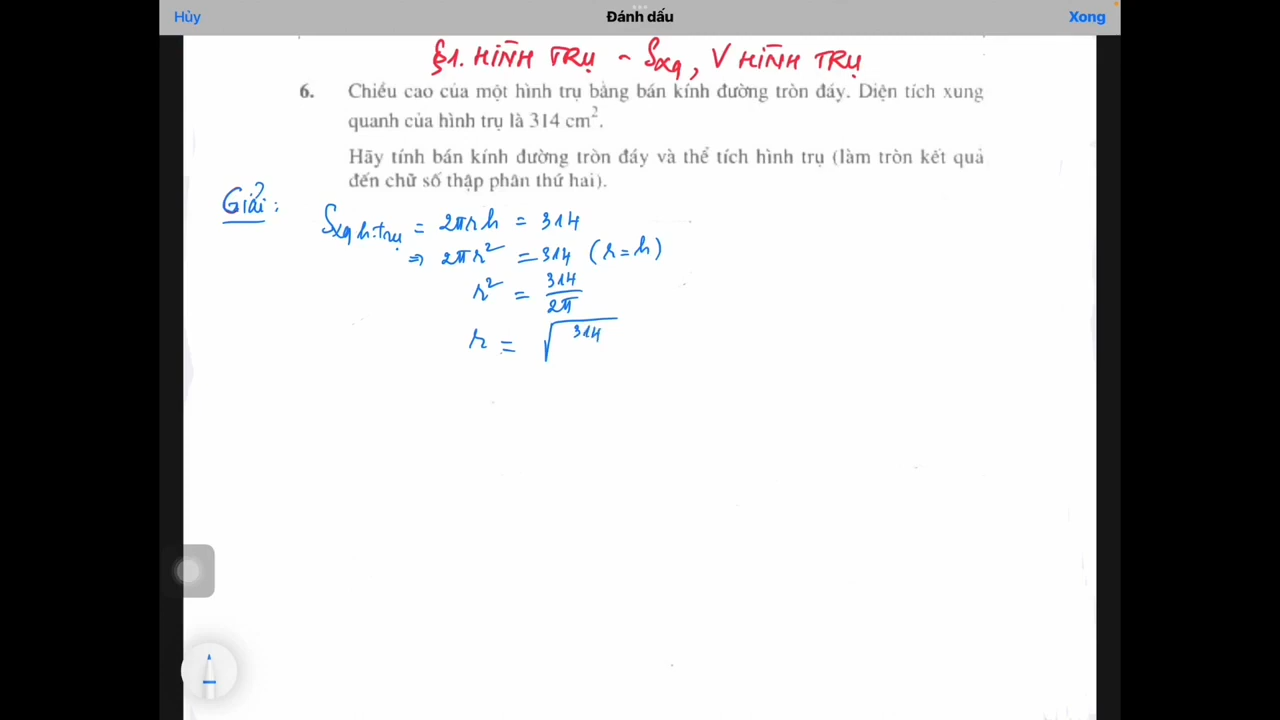 Hủy
Đánh dấu
Xong
§1. HÌNH TRỤ - Sxq, V HÌNH TRỤ
6. Chiều cao của một hình trụ bằng bán kính đường tròn đáy. Diện tích xung
quanh của hình trụ là 314 cm².
Hãy tính bán kính đường tròn đáy và thể tích hình trụ (làm tròn kết quả
đến chữ số thập phân thứ hai).
Giải:
Sxq h.trụ = 2πrh = 314
⇒ 2πr² = 314 (r = h)
r² = 314/2π
r = √314